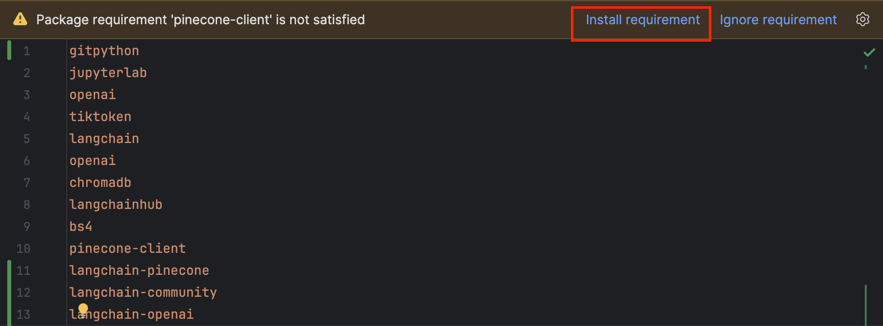 Package requirement 'pinecone-client' is not satisfied Install requirement Ignore requirement
1 gitpython
2 jupyterlab
3 openai
4 tiktoken
5 langchain
6 openai
7 chromadb
8 langchainhub
9 bs4
10 pinecone-client
11 langchain-pinecone
12 langchain-community
13 langchain-openai